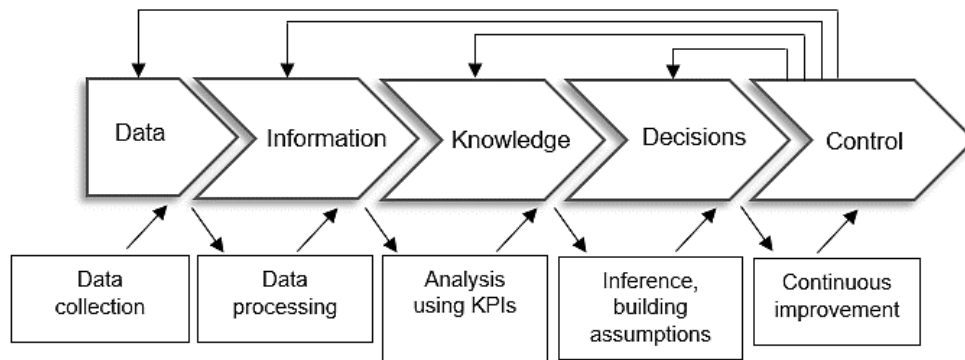 Data
Information
Knowledge
Decisions
Control
Data
collection
Data
processing
Analysis
using KPIs
Inference,
building
assumptions
Continuous
improvement